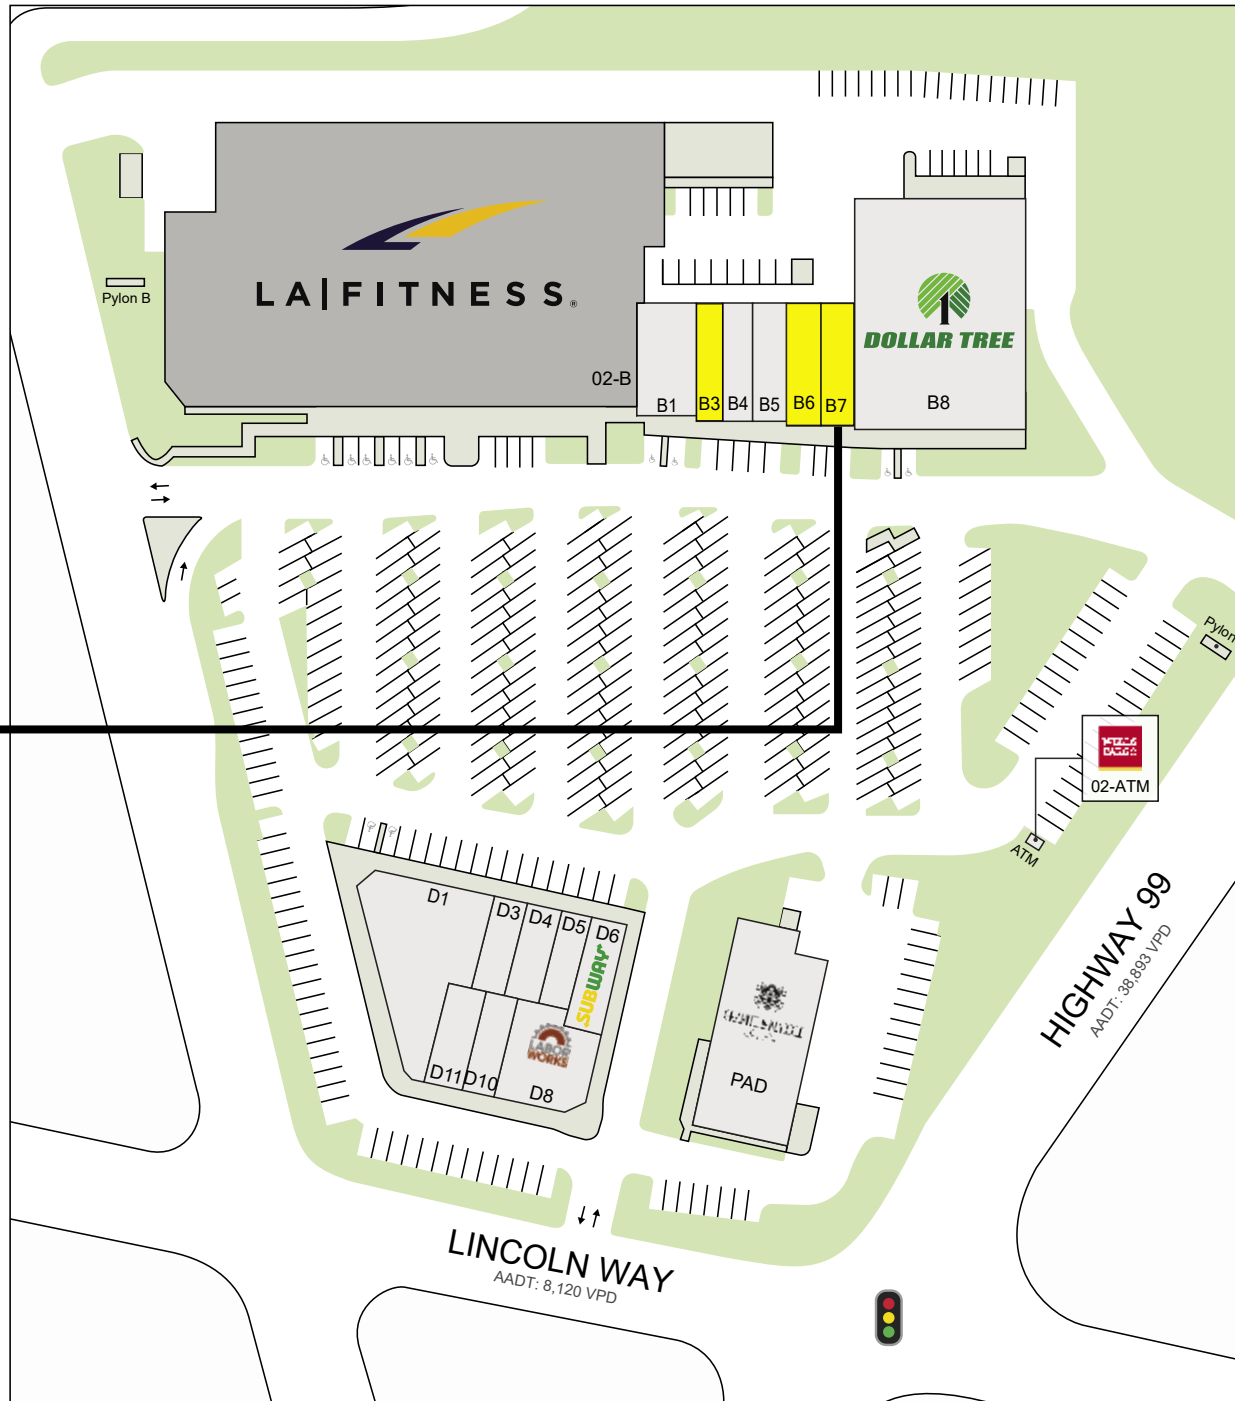 Pylon B
LA|FITNESS®
02-B
B1
B3
B4
B5
B6
B7
DOLLAR TREE
B8
Pylon
02-ATM
ATM
D1
D3
D4
D5
D6
SUBWAY
LABOR
WORKS
D11
D10
D8
PAD
HIGHWAY 99
AADT: 38,893 VPD
LINCOLN WAY
AADT: 8,120 VPD